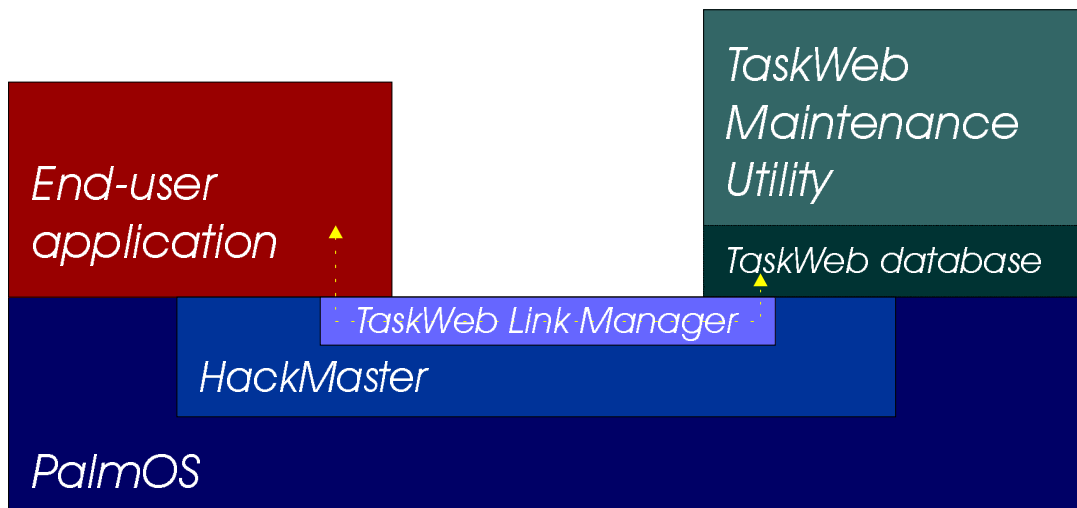 TaskWeb
Maintenance
Utility
End-user
application
TaskWeb database
TaskWeb Link Manager
HackMaster
PalmOS